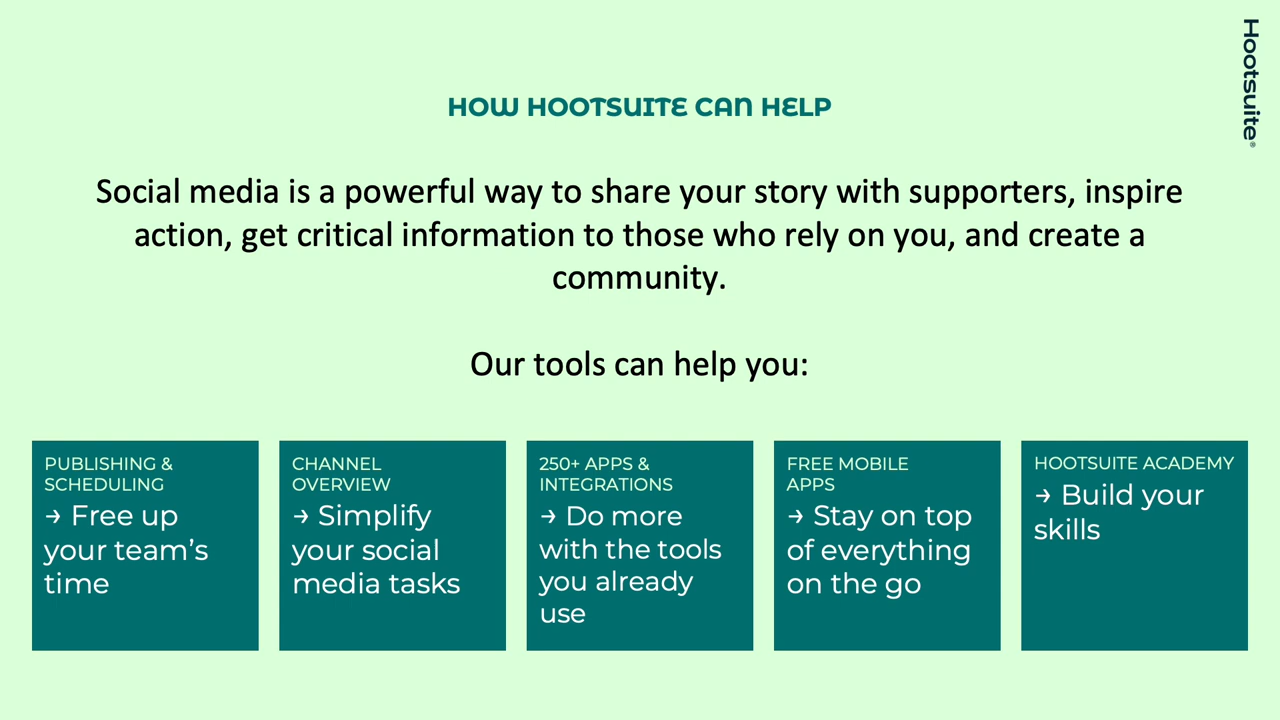 Hootsuite®
HOW HOOTSUITE CAN HELP
Social media is a powerful way to share your story with supporters, inspire
action, get critical information to those who rely on you, and create a
community.
Our tools can help you:
PUBLISHING &
SCHEDULING
→ Free up
your team’s
time
CHANNEL
OVERVIEW
→ Simplify
your social
media tasks
250+ APPS &
INTEGRATIONS
→ Do more
with the tools
you already
use
FREE MOBILE
APPS
→ Stay on top
of everything
on the go
HOOTSUITE ACADEMY
→ Build your
skills